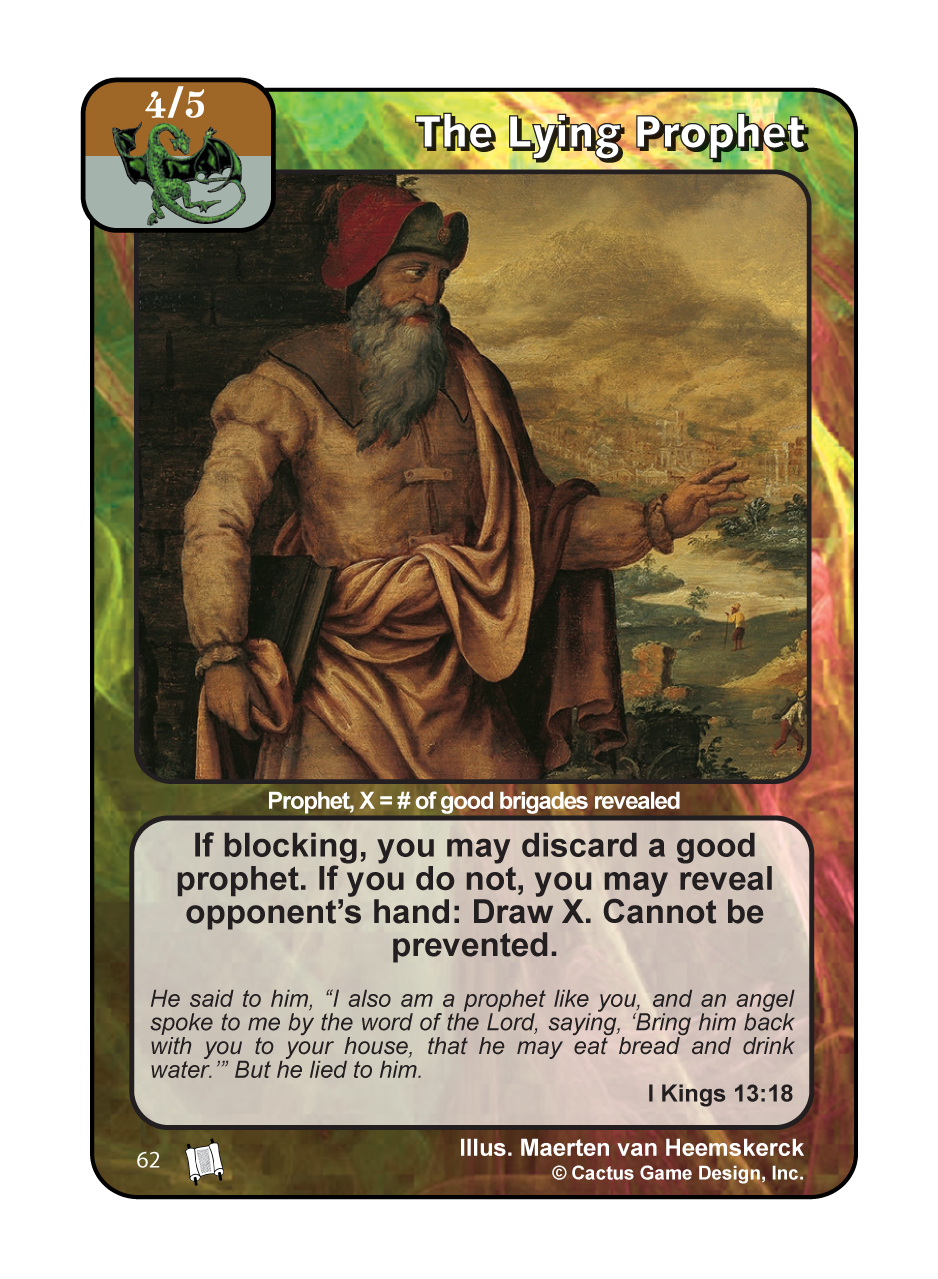 4/5
The Lying Prophet
Prophet, X = # of good brigades revealed
If blocking, you may discard a good
prophet. If you do not, you may reveal
opponent’s hand: Draw X. Cannot be
prevented.
He said to him, “I also am a prophet like you, and an angel
spoke to me by the word of the Lord, saying, ‘Bring him back
with you to your house, that he may eat bread and drink
water.’” But he lied to him.
I Kings 13:18
62
Illus. Maerten van Heemskerck
© Cactus Game Design, Inc.